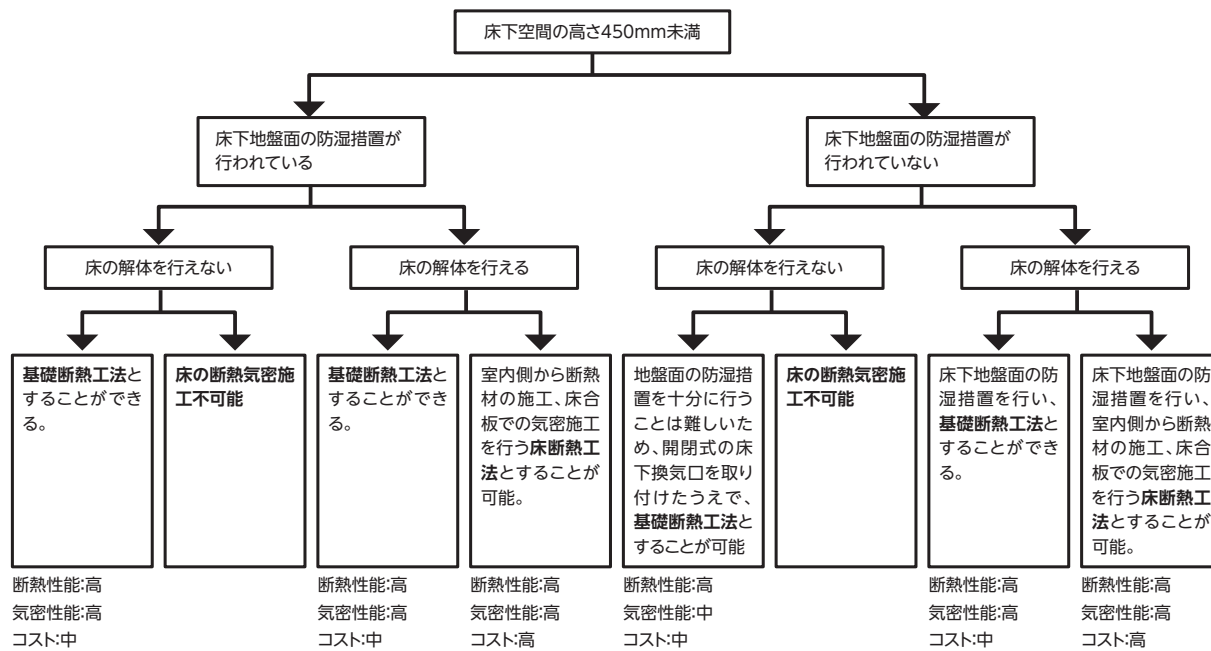 床下空間の高さ450mm未満
床下地盤面の防湿措置が
行われている
床下地盤面の防湿措置が
行われていない
床の解体を行えない
床の解体を行える
床の解体を行えない
床の解体を行える
基礎断熱工法と
することができ
る。
床の断熱気密施
工不可能
基礎断熱工法と
することができ
る。
室内側から断熱
材の施工、床合
板での気密施工
を行う床断熱工
法とすることが
可能。
地盤面の防湿措
置を十分に行う
ことは難しいた
め、開閉式の床
下換気口を取り
付けたうえで、
基礎断熱工法と
することが可能
床の断熱気密施
工不可能
床下地盤面の防
湿措置を行い、
基礎断熱工法と
することができ
る。
床下地盤面の防
湿措置を行い、
室内側から断熱
材の施工、床合
板での気密施工
を行う床断熱工
法とすることが
可能。
断熱性能:高
気密性能:高
コスト:中
断熱性能:高
気密性能:高
コスト:中
断熱性能:高
気密性能:高
コスト:高
断熱性能:高
気密性能:中
コスト:中
断熱性能:高
気密性能:高
コスト:中
断熱性能:高
気密性能:高
コスト:高